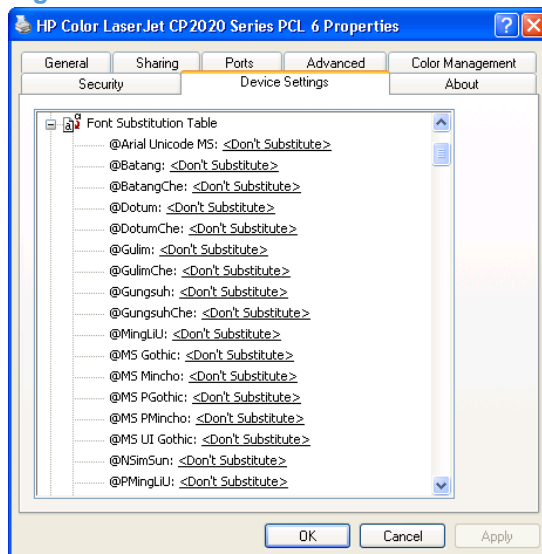 HP Color LaserJet CP2020 Series PCL 6 Properties
General Sharing Ports Advanced Color Management
Security Device Settings About
Font Substitution Table
@Arial Unicode MS: <Don't Substitute>
@Batang: <Don't Substitute>
@BatangChe: <Don't Substitute>
@Dotum: <Don't Substitute>
@DotumChe: <Don't Substitute>
@Gulim: <Don't Substitute>
@GulimChe: <Don't Substitute>
@Gungsuh: <Don't Substitute>
@GungsuhChe: <Don't Substitute>
@MingLiU: <Don't Substitute>
@MS Gothic: <Don't Substitute>
@MS Mincho: <Don't Substitute>
@MS PGothic: <Don't Substitute>
@MS PMincho: <Don't Substitute>
@MS UI Gothic: <Don't Substitute>
@NSimSun: <Don't Substitute>
@PMingLiU: <Don't Substitute>
OK Cancel Apply